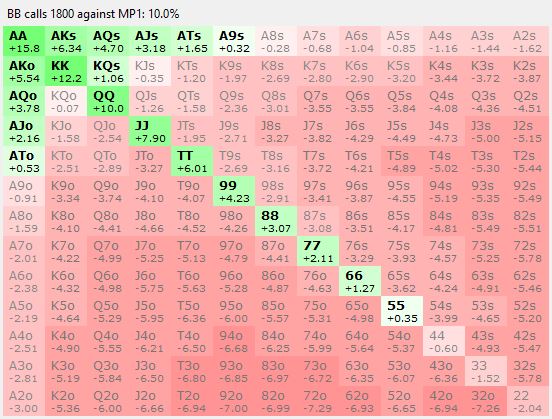 BB calls 1800 against MP1: 10.0%
AA AKs AQs AJs ATs A9s A8s A7s A6s A5s A4s A3s A2s
+15.8 +6.34 +4.70 +3.18 +1.65 +0.32 -0.28 -0.68 -1.04 -0.85 -1.16 -1.44 -1.62
AKo KK KQs KJs KTs K9s K8s K7s K6s K5s K4s K3s K2s
+5.54 +12.2 +1.06 -0.35 -1.20 -1.97 -2.69 -2.80 -2.90 -3.20 -3.44 -3.72 -3.87
AQo KQo QQ QJs QTs Q9s Q8s Q7s Q6s Q5s Q4s Q3s Q2s
+3.78 -0.07 +10.0 -1.26 -1.58 -2.36 -3.01 -3.55 -3.55 -3.84 -4.08 -4.36 -4.51
AJo KJo QJo JJ JTs J9s J8s J7s J6s J5s J4s J3s J2s
+2.16 -1.58 -2.54 +7.90 -1.95 -2.71 -3.27 -3.82 -4.29 -4.49 -4.73 -5.00 -5.15
ATo KTo QTo JTo TT T9s T8s T7s T6s T5s T4s T3s T2s
+0.53 -2.51 -2.89 -3.27 +6.01 -2.69 -3.16 -3.72 -4.21 -4.89 -5.02 -5.30 -5.44
A9o K9o Q9o J9o T9o 99 98s 97s 96s 95s 94s 93s 92s
-0.91 -3.34 -3.74 -4.10 -4.07 +4.23 -2.91 -3.41 -3.87 -4.55 -5.19 -5.35 -5.49
A8o K8o Q8o J8o T8o 98o 88 87s 86s 85s 84s 83s 82s
-1.59 -4.10 -4.41 -4.66 -4.52 -4.26 +3.07 -3.08 -3.51 -4.17 -4.81 -5.49 -5.51
A7o K7o Q7o J7o T7o 97o 87o 77 76s 75s 74s 73s 72s
-2.01 -4.22 -4.99 -5.25 -5.13 -4.79 -4.41 +2.11 -3.29 -3.93 -4.57 -5.25 -5.78
A6o K6o Q6o J6o T6o 96o 86o 76o 66 65s 64s 63s 62s
-2.38 -4.32 -4.98 -5.75 -5.63 -5.28 -4.87 -4.63 +1.27 -3.62 -4.24 -4.91 -5.46
A5o K5o Q5o J5o T5o 95o 85o 75o 65o 55 54s 53s 52s
-2.19 -4.64 -5.29 -5.95 -6.36 -6.00 -5.57 -5.31 -4.98 +0.35 -3.99 -4.65 -5.20
A4o K4o Q4o J4o T4o 94o 84o 74o 64o 54o 44 43s 42s
-2.51 -4.90 -5.55 -6.21 -6.50 -6.68 -6.25 -5.99 -5.64 -5.37 -0.60 -4.93 -5.47
A3o K3o Q3o J3o T3o 93o 83o 73o 63o 53o 43o 33 32s
-2.81 -5.19 -5.84 -6.50 -6.80 -6.85 -6.97 -6.72 -6.35 -6.07 -6.36 -1.52 -5.78
A2o K2o Q2o J2o T2o 92o 82o 72o 62o 52o 42o 32o 22
-3.00 -5.36 -6.00 -6.66 -6.94 -7.00 -6.99 -7.29 -6.93 -6.65 -6.94 -7.26 -2.04